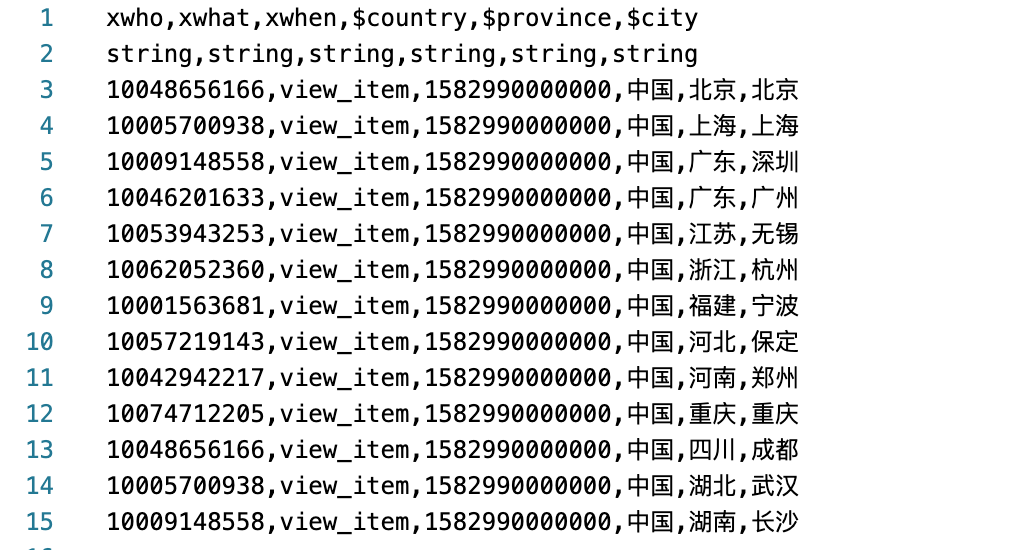 1 xwho,xwhat,xwhen,$country,$province,$city
2 string,string,string,string,string,string
3 10048656166,view_item,1582990000000,中国,北京,北京
4 10005700938,view_item,1582990000000,中国,上海,上海
5 10009148558,view_item,1582990000000,中国,广东,深圳
6 10046201633,view_item,1582990000000,中国,广东,广州
7 10053943253,view_item,1582990000000,中国,江苏,无锡
8 10062052360,view_item,1582990000000,中国,浙江,杭州
9 10001563681,view_item,1582990000000,中国,福建,宁波
10 10057219143,view_item,1582990000000,中国,河北,保定
11 10042942217,view_item,1582990000000,中国,河南,郑州
12 10074712205,view_item,1582990000000,中国,重庆,重庆
13 10048656166,view_item,1582990000000,中国,四川,成都
14 10005700938,view_item,1582990000000,中国,湖北,武汉
15 10009148558,view_item,1582990000000,中国,湖南,长沙